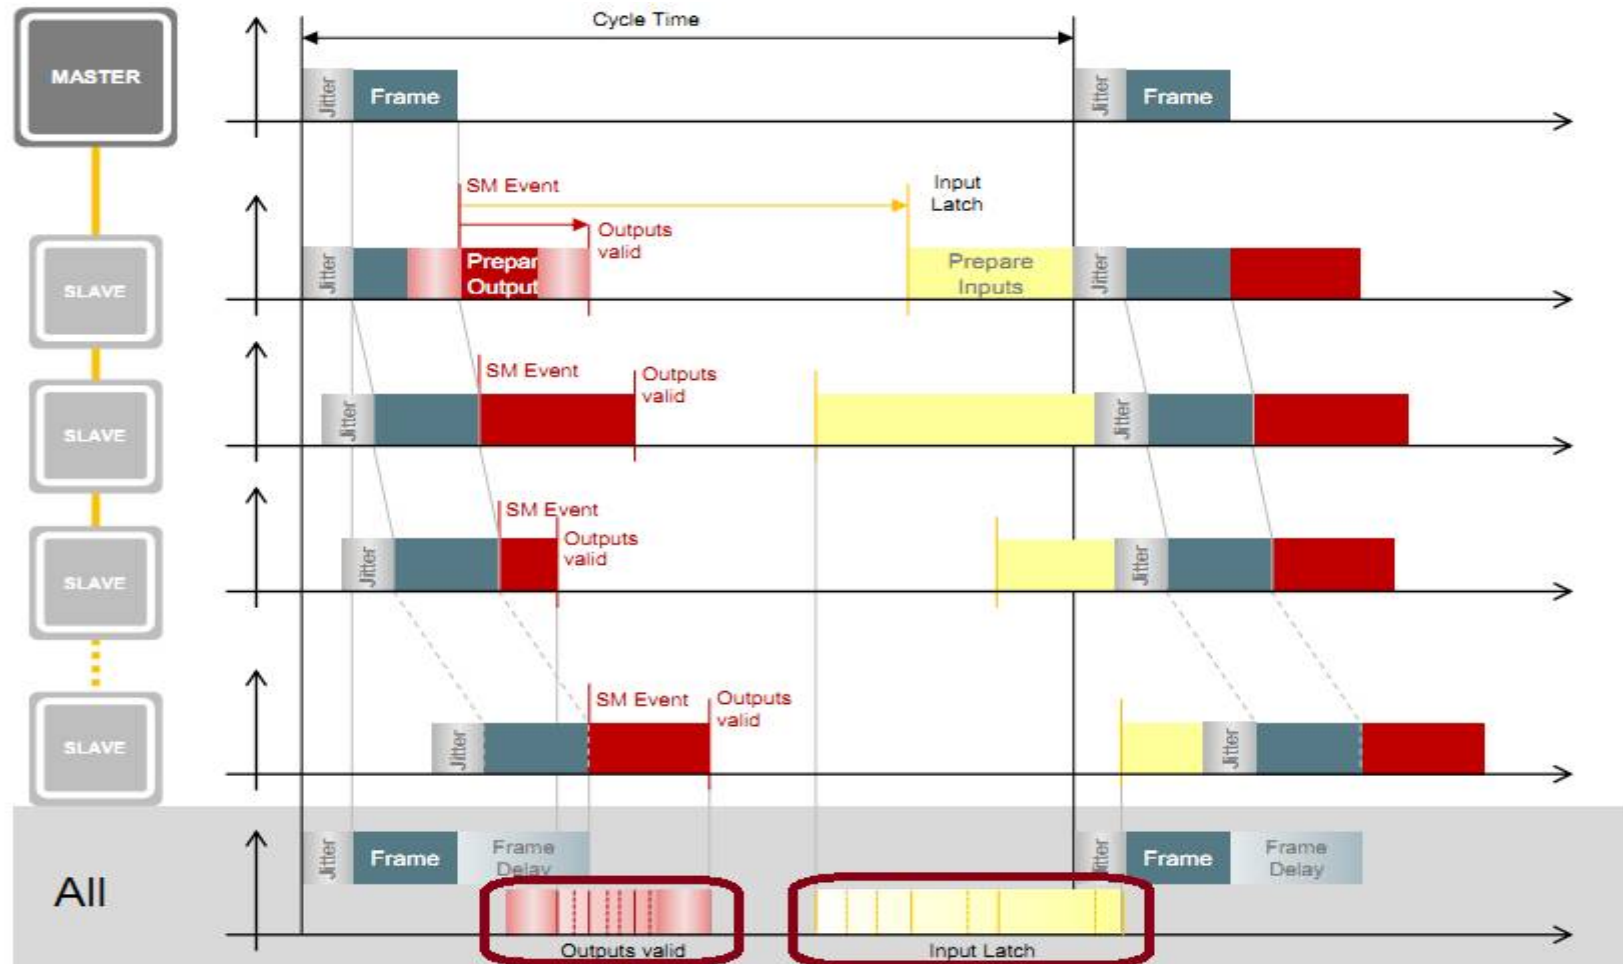 Cycle Time
MASTER
Jitter
Frame
Jitter
Frame
SM Event
Input
Latch
Outputs
valid
SLAVE
Jitter
Prepar
Output
Prepare
Inputs
Jitter
SM Event
Outputs
valid
SLAVE
Jitter
Jitter
SM Event
Outputs
valid
SLAVE
Jitter
Jitter
SM Event
Outputs
valid
SLAVE
Jitter
Jitter
All
Jitter
Frame
Frame
Delay
Jitter
Frame
Frame
Delay
Outputs valid
Input Latch